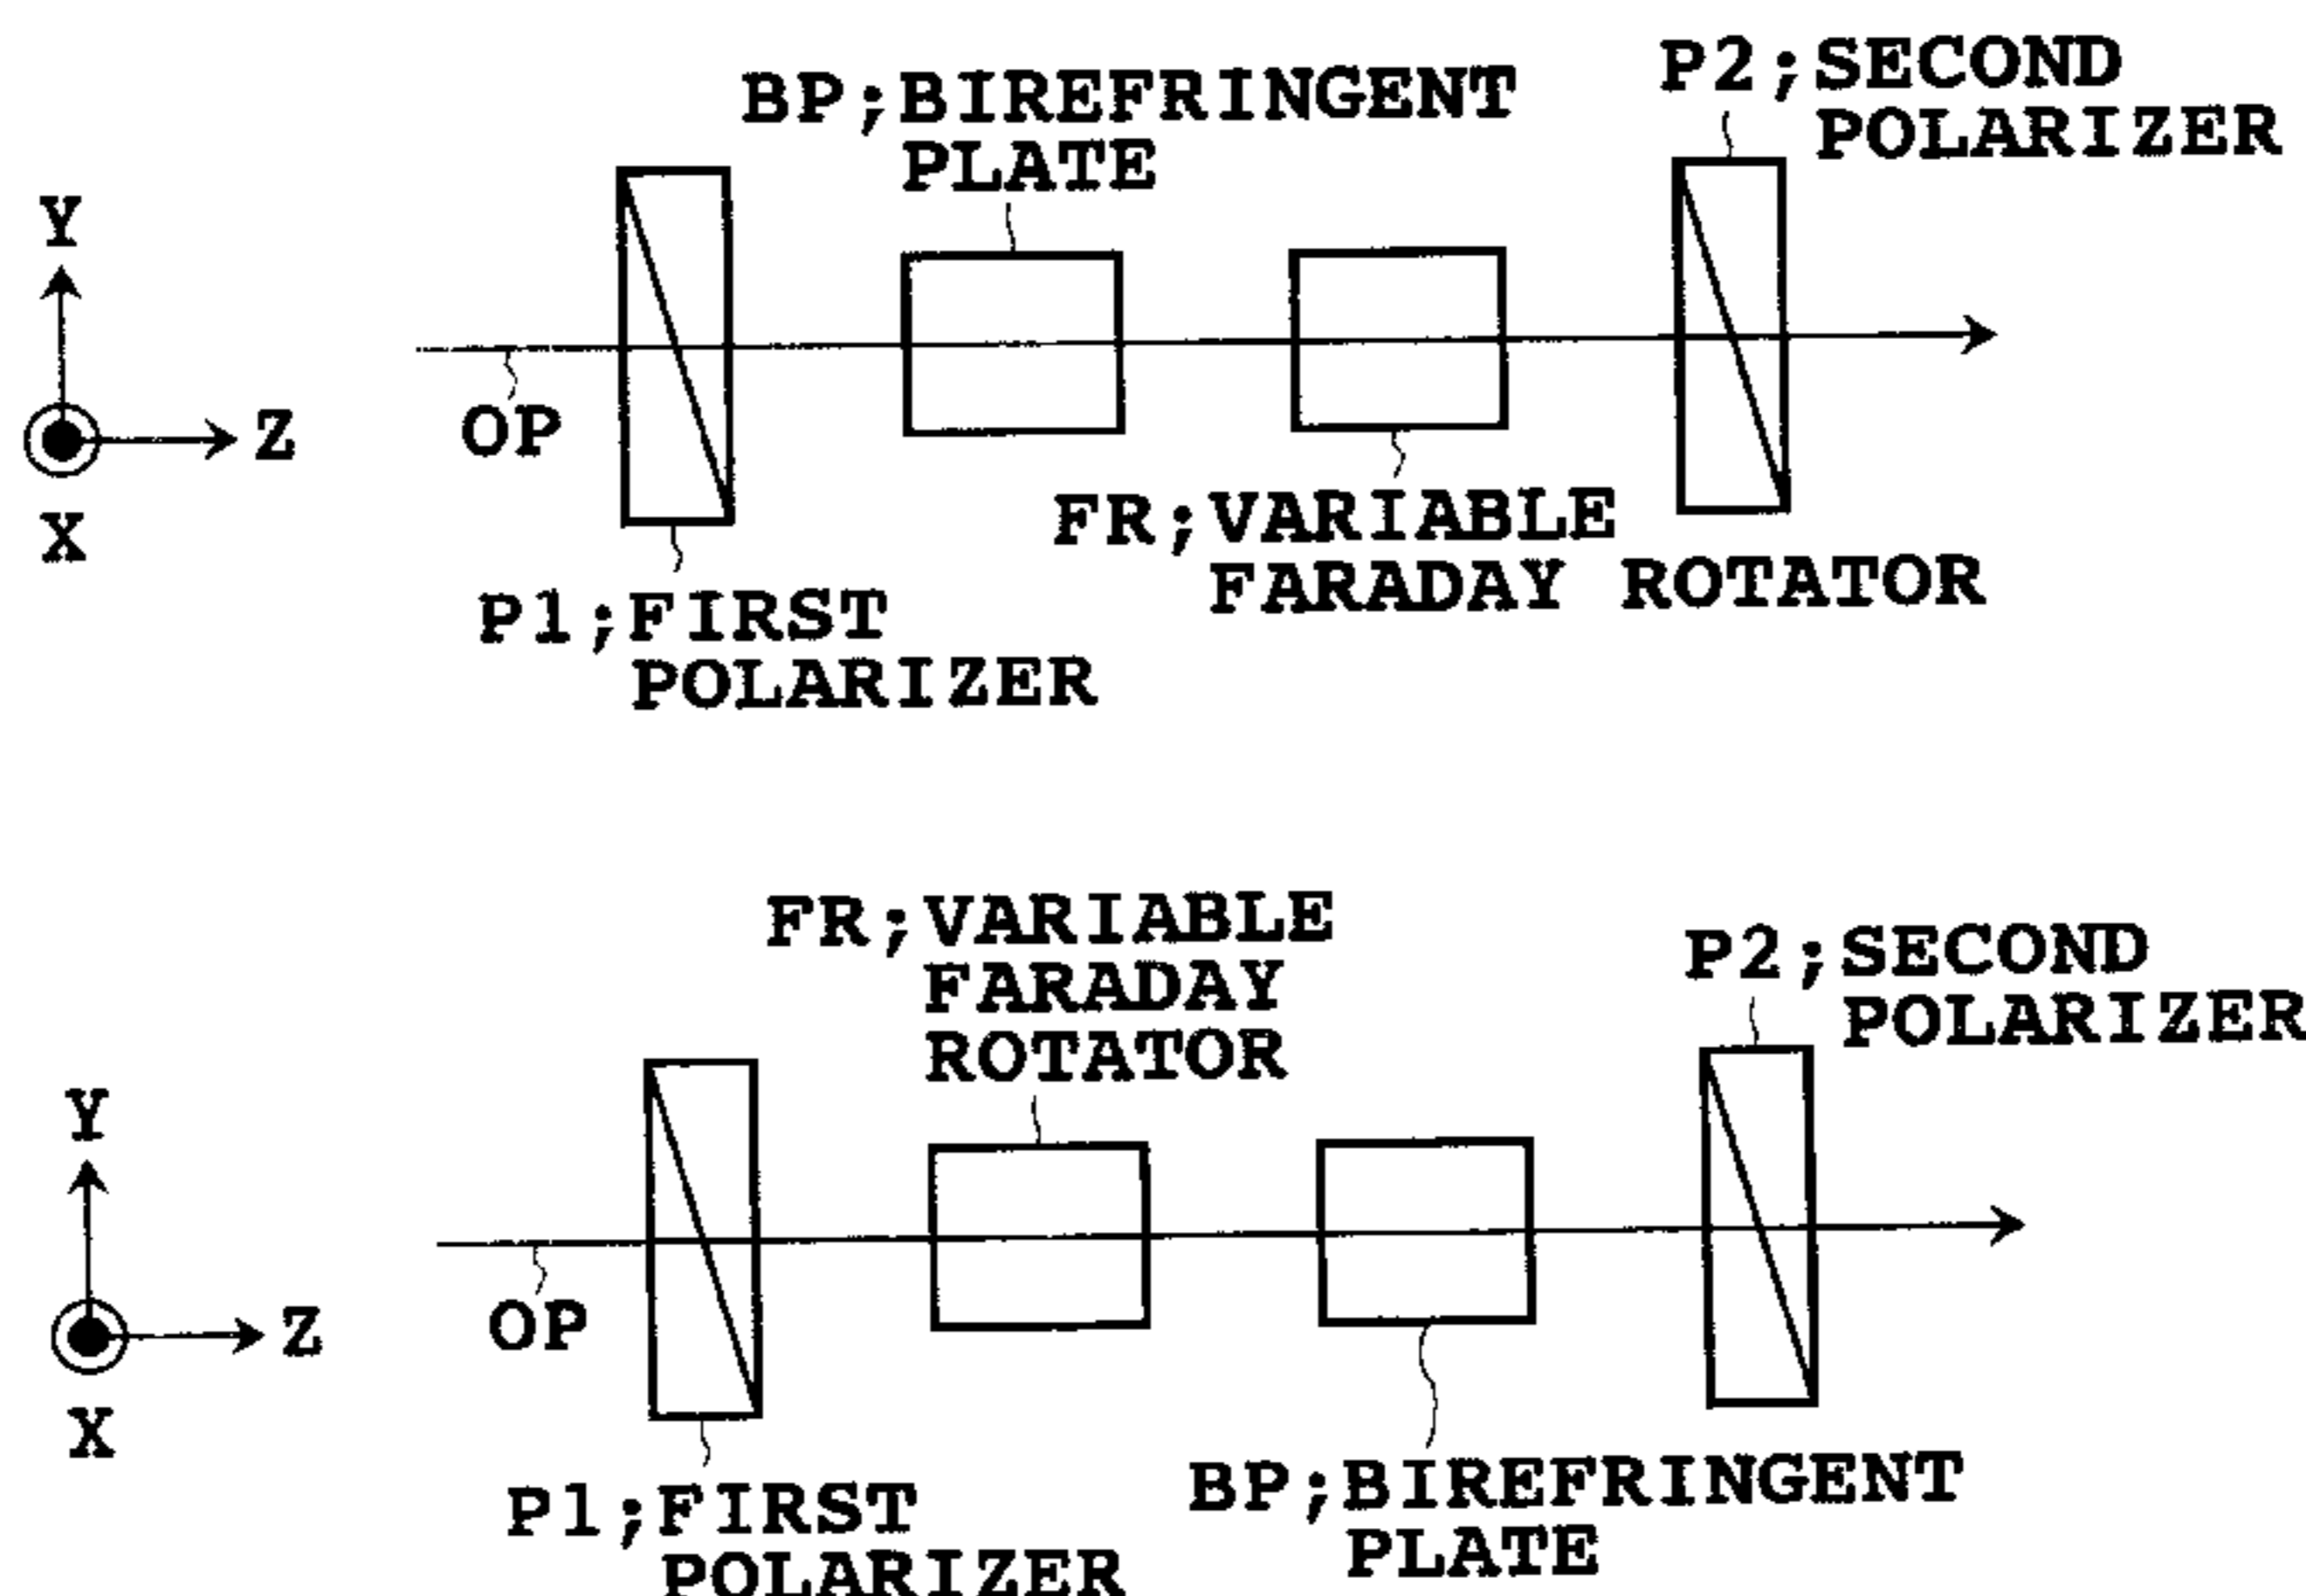 P2;SECOND
POLARIZER
BP;BIREFRINGENT
PLATE
Y
Z
X
OP
FR;VARIABLE
FARADAY ROTATOR
P1;FIRST
POLARIZER
FR;VARIABLE
FARADAY
ROTATOR
P2;SECOND
POLARIZER
Y
Z
X
OP
P1;FIRST
POLARIZER
BP;BIREFRINGENT
PLATE